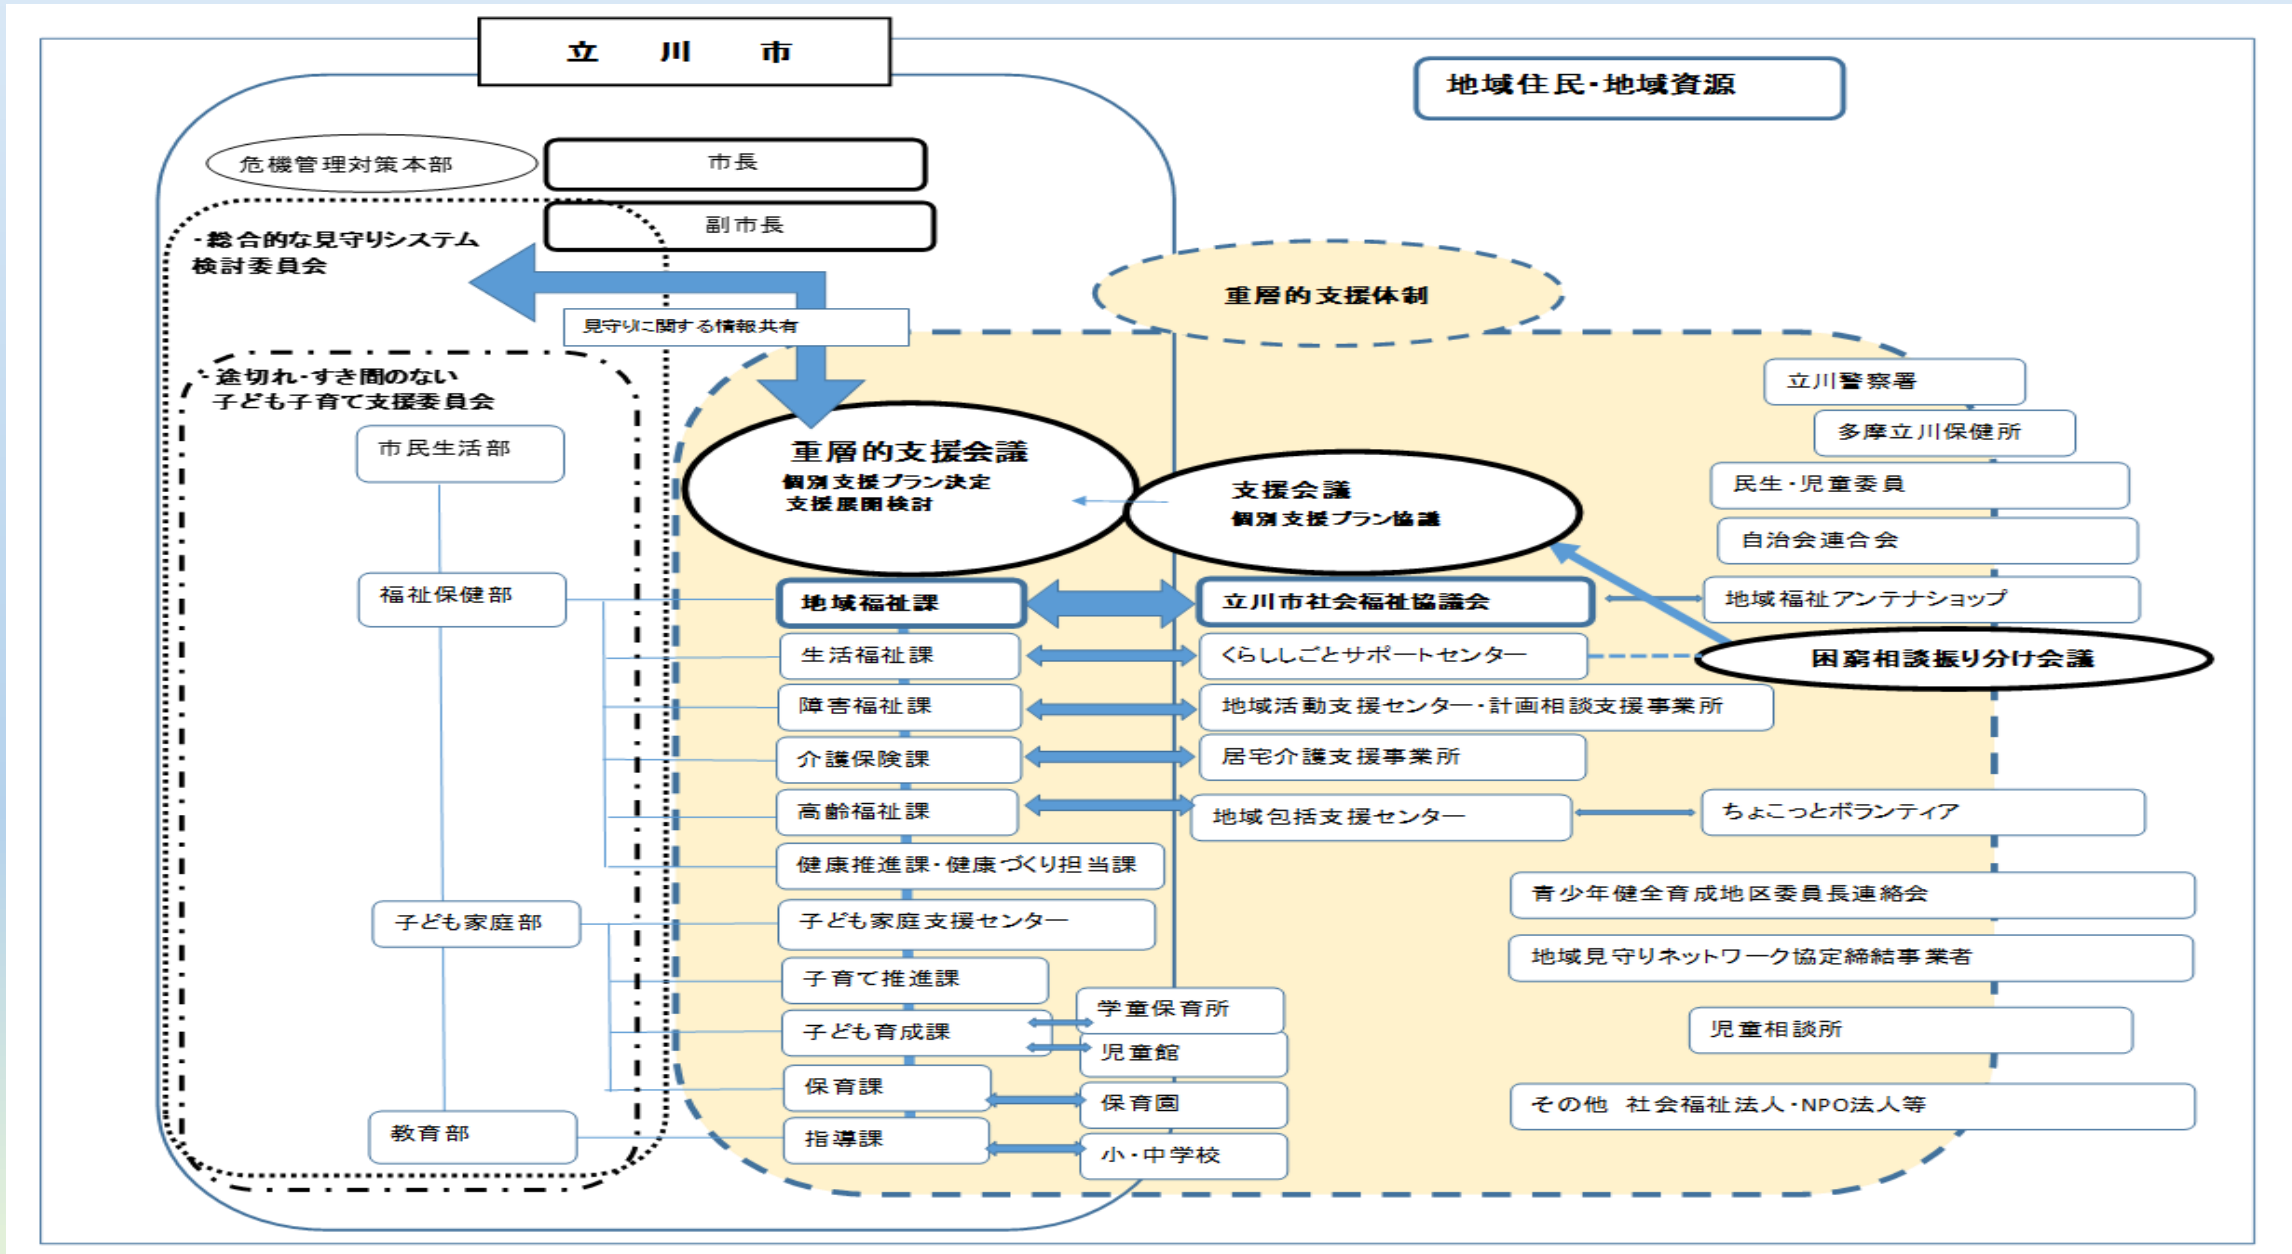 立　川　市
地域住民・地域資源
危機管理対策本部
市長
副市長
・総合的な見守りシステム
検討委員会
重層的支援体制
見守りに関する情報共有
・途切れ・すき間のない
子ども子育て支援委員会
市民生活部
福祉保健部
子ども家庭部
教育部
重層的支援会議
個別支援プラン決定
支援展開検討
支援会議
個別支援プラン協議
地域福祉課
生活福祉課
障害福祉課
介護保険課
高齢福祉課
健康推進課・健康づくり担当課
子ども家庭支援センター
子育て推進課
子ども育成課
保育課
指導課
立川市社会福祉協議会
くらししごとサポートセンター
地域活動支援センター・計画相談支援事業所
居宅介護支援事業所
地域包括支援センター
学童保育所
児童館
保育園
小・中学校
立川警察署
多摩立川保健所
民生・児童委員
自治会連合会
地域福祉アンテナショップ
困窮相談振り分け会議
ちょこっとボランティア
青少年健全育成地区委員長連絡会
地域見守りネットワーク協定締結事業者
児童相談所
その他　社会福祉法人・NPO法人等